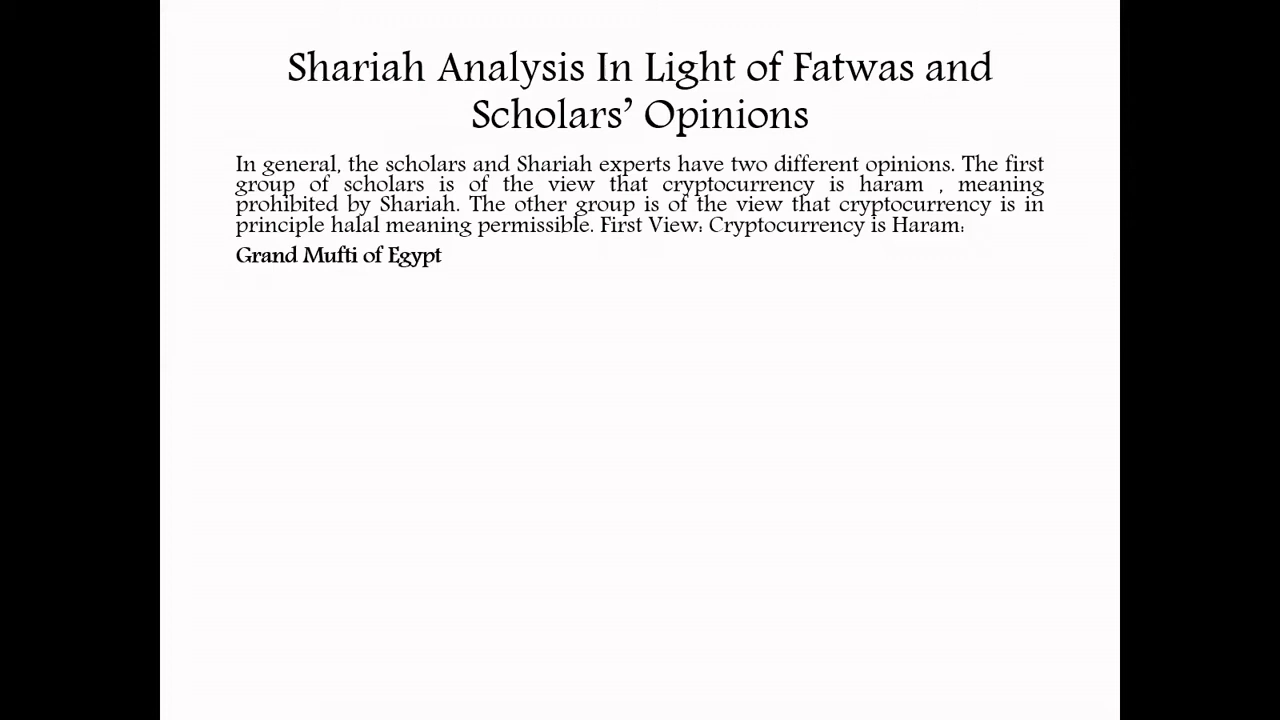 Shariah Analysis In Light of Fatwas and
Scholars’ Opinions
In general, the scholars and Shariah experts have two different opinions. The first
group of scholars is of the view that cryptocurrency is haram , meaning
prohibited by Shariah. The other group is of the view that cryptocurrency is in
principle halal meaning permissible. First View: Cryptocurrency is Haram:
Grand Mufti of Egypt